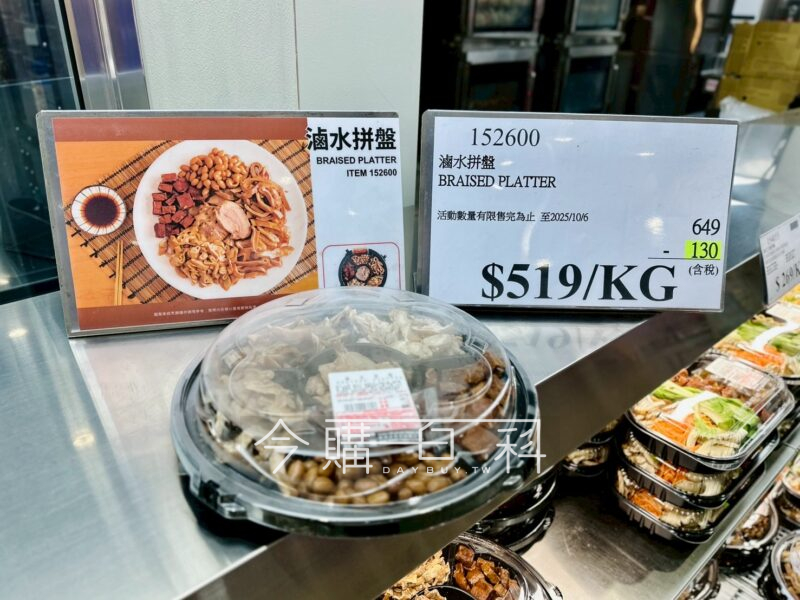 滷水拼盤
BRAISED PLATTER
ITEM 152600
152600
滷水拼盤
BRAISED PLATTER
活動數量有限售完為止 至2025/10/6
649
- 130
$519/KG (含稅)
今購百科
DAYBUY.TW